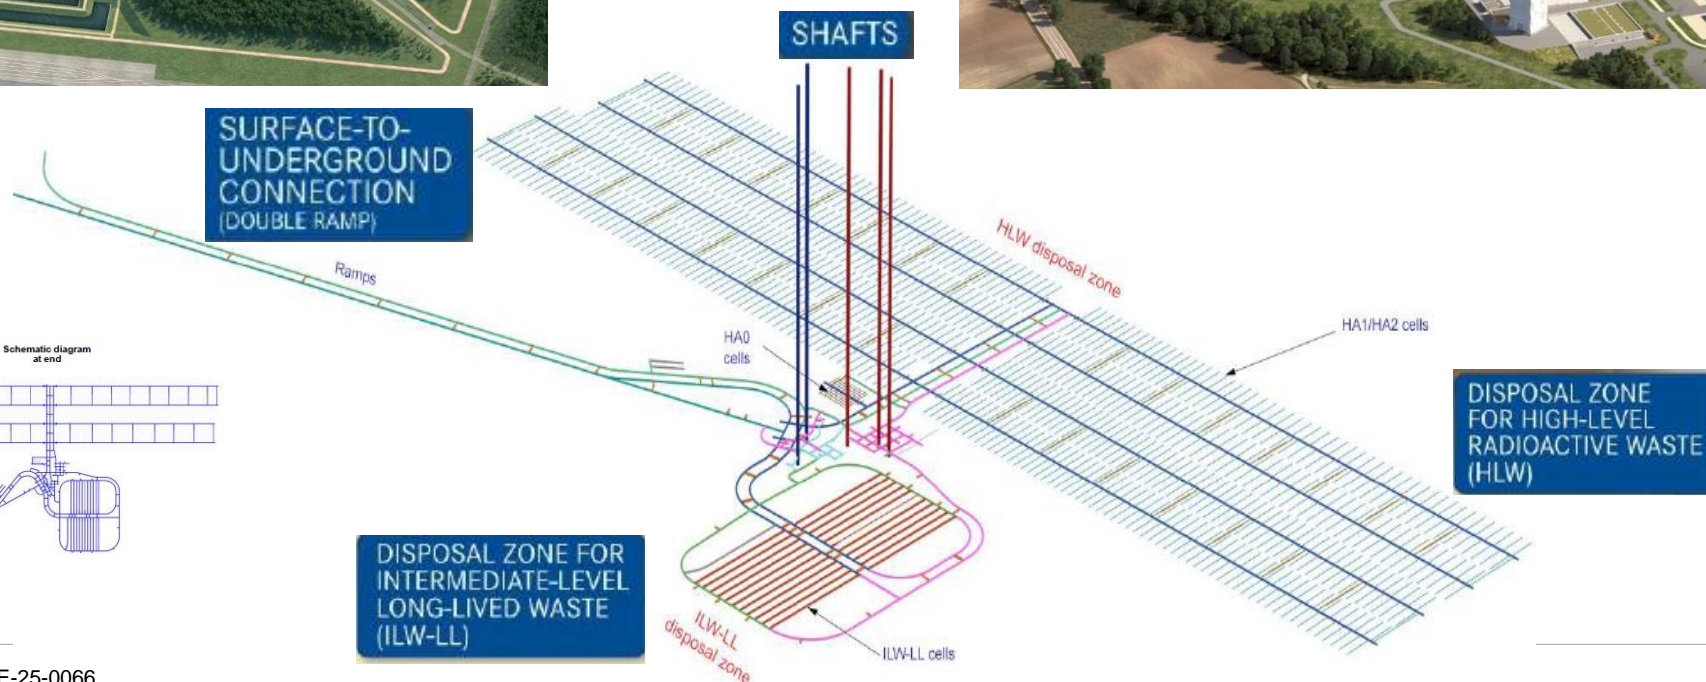 SHAFTS
SURFACE-TO-
UNDERGROUND
CONNECTION
(DOUBLE RAMP)
Ramps
HLW disposal zone
HA1/HA2 cells
HA0
cells
Schematic diagram
at end
DISPOSAL ZONE
FOR HIGH-LEVEL
RADIOACTIVE WASTE
(HLW)
DISPOSAL ZONE FOR
INTERMEDIATE-LEVEL
LONG-LIVED WASTE
(ILW-LL)
ILW-LL
disposal zone
ILW-LL cells
E-25-0066